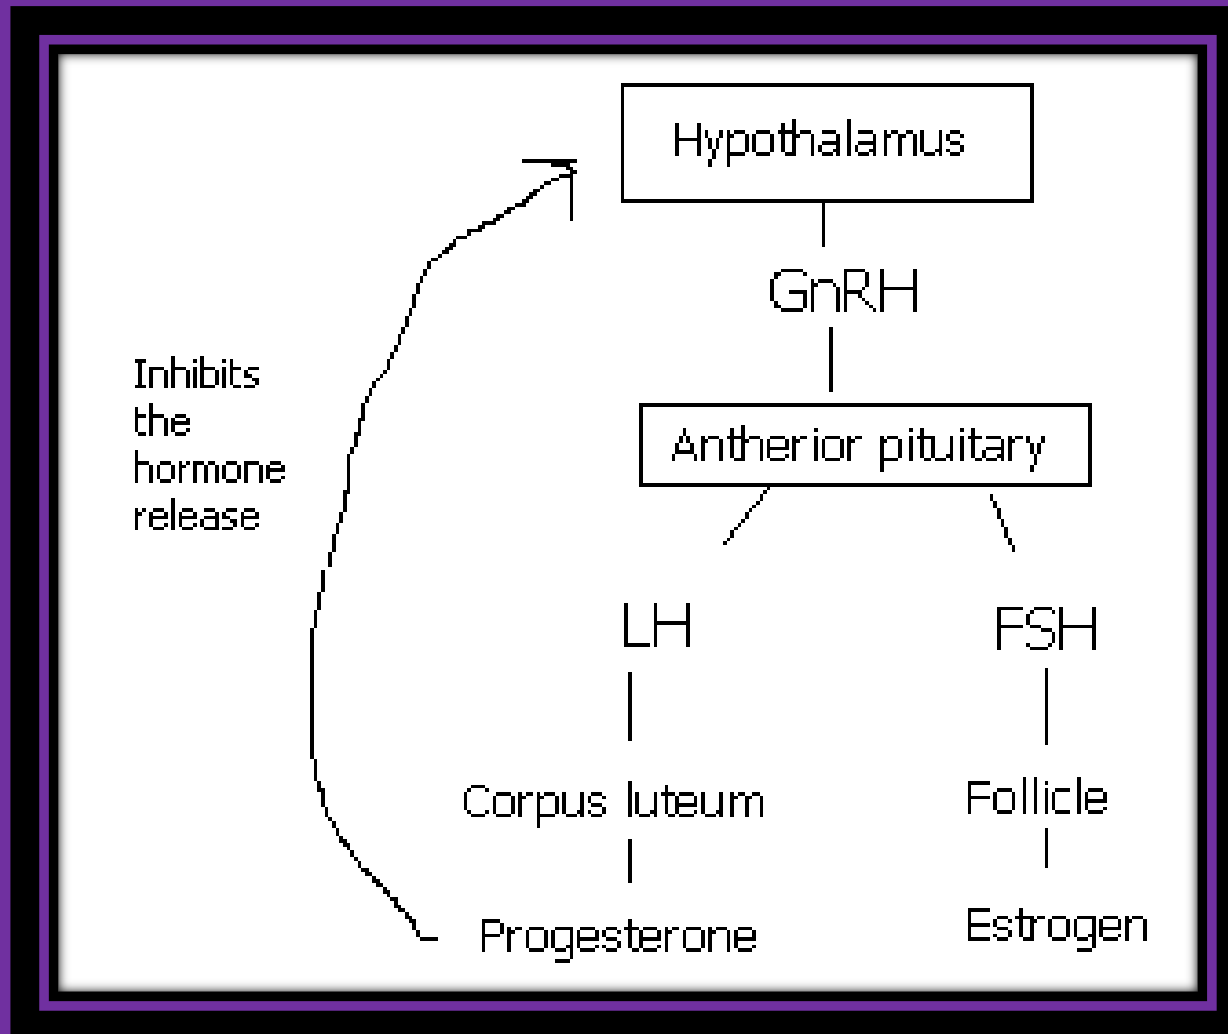 Hypothalamus
GnRH
Inhibits
the
hormone
release
Antherior pituitary
LH
FSH
Corpus luteum
Follicle
Progesterone
Estrogen